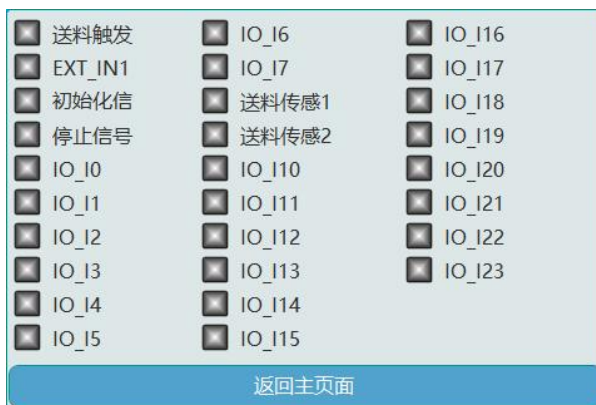 送料触发
EXT_IN1
初始化信
停止信号
IO_I0
IO_I1
IO_I2
IO_I3
IO_I4
IO_I5
IO_I6
IO_I7
送料传感1
送料传感2
IO_I10
IO_I11
IO_I12
IO_I13
IO_I14
IO_I15
IO_I16
IO_I17
IO_I18
IO_I19
IO_I20
IO_I21
IO_I22
IO_I23
返回主页面